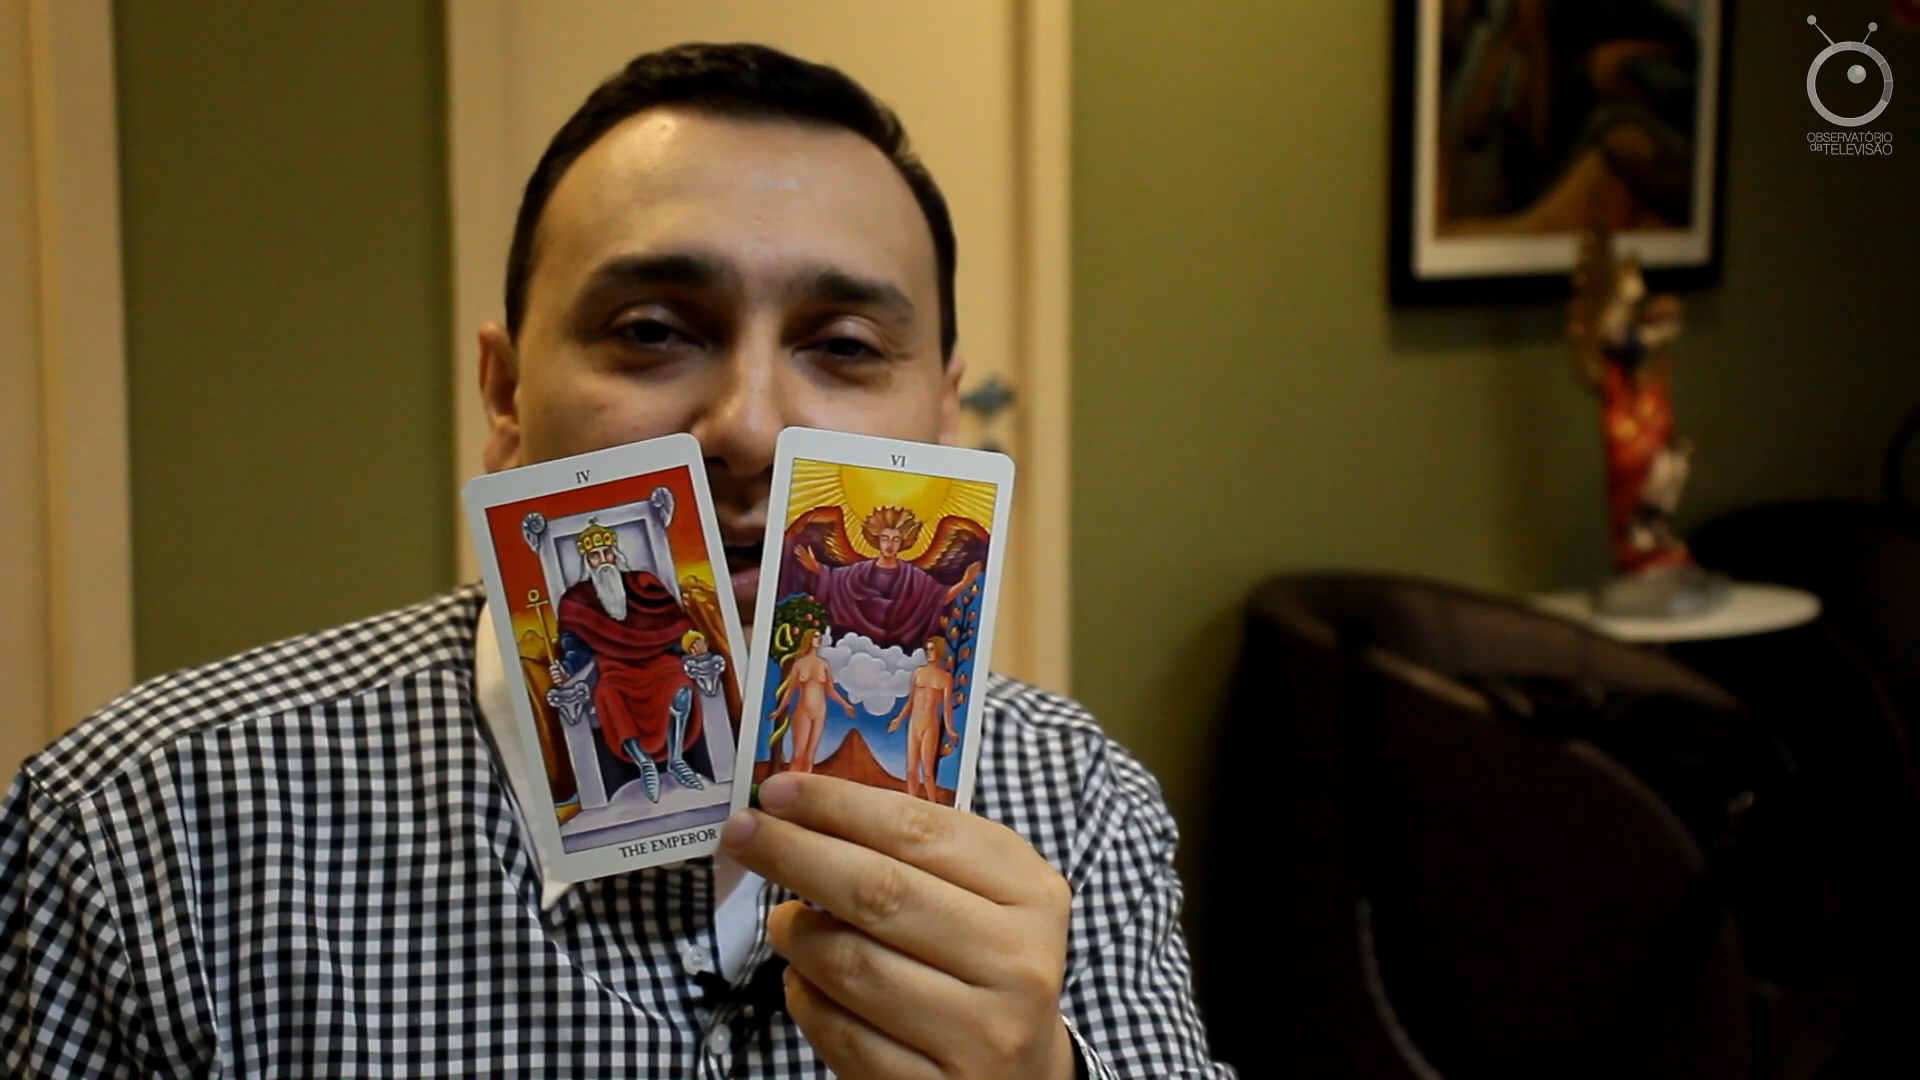 OBSERVATÓRIO
da TELEVISÃO
IV
VI
THE EMPEROR